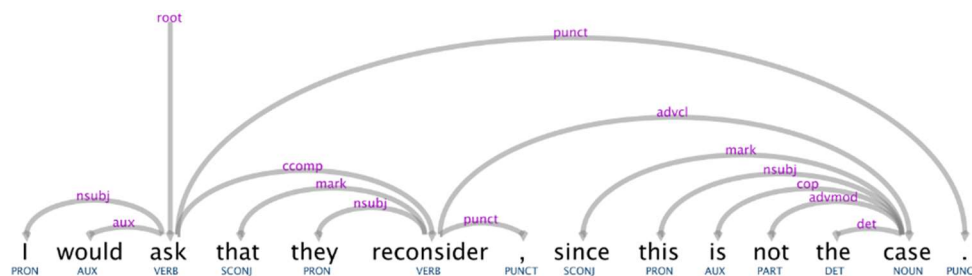 root
punct
advcl
mark
ccomp
nsubj
mark
cop
nsubj
advmod
nsubj
aux
punct
det
I would ask that they reconsider , since this is not the case .
PRON AUX VERB SCONJ PRON VERB PUNCT SCONJ PRON AUX PART DET NOUN PUNC